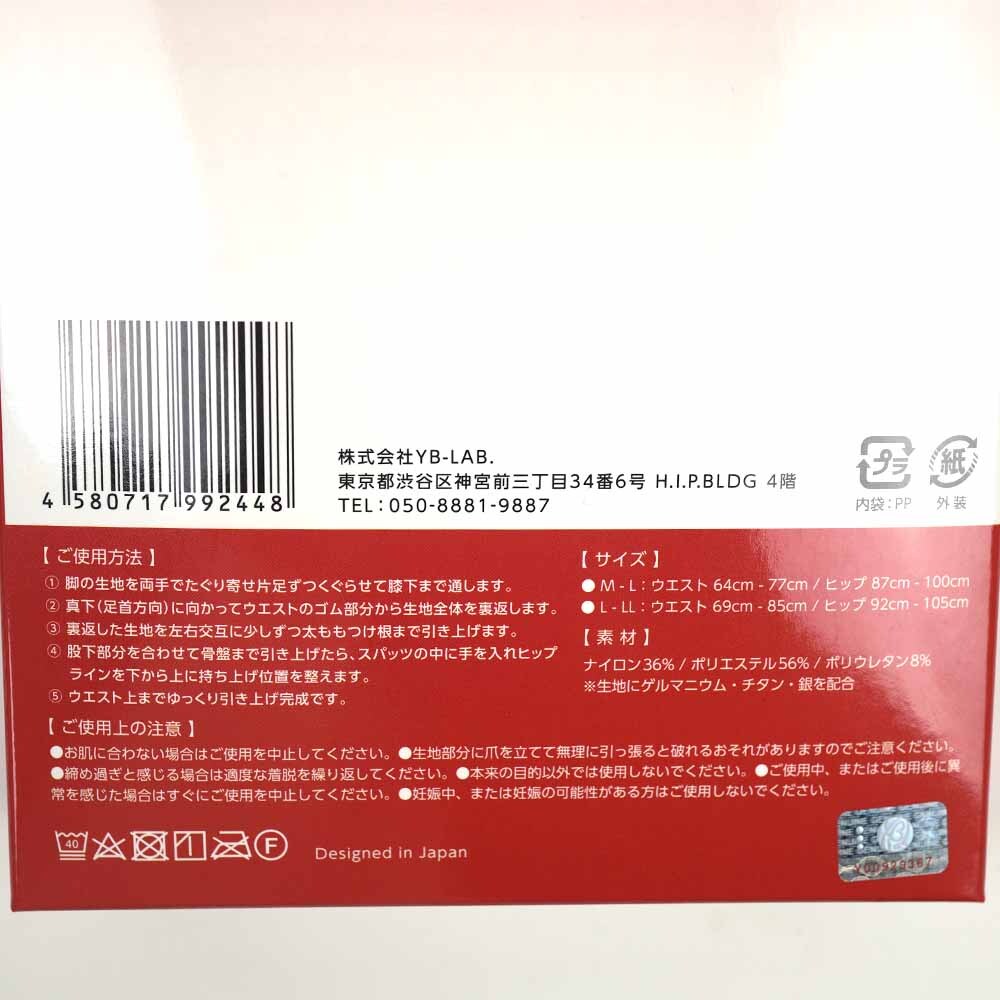 4 580717 992448
株式会社YB-LAB.
東京都渋谷区神宮前三丁目34番6号 H.I.P.BLDG 4階
TEL：050-8881-9887
プラ
内袋：PP
紙
外装
【 ご使用方法 】
① 脚の生地を両手でたぐり寄せ片足ずつくぐらせて膝下まで通します。
② 真下（足首方向）に向かってウエストのゴム部分から生地全体を裏返します。
③ 裏返した生地を左右交互に少しずつ太ももつけ根まで引き上げます。
④ 股下部分を合わせて骨盤まで引き上げたら、スパッツの中に手を入れヒップ
ラインを下から上に持ち上げ位置を整えます。
⑤ ウエスト上までゆっくり引き上げ完成です。
【 サイズ 】
● M - L：ウエスト 64cm - 77cm / ヒップ 87cm - 100cm
● L - LL：ウエスト 69cm - 85cm / ヒップ 92cm - 105cm
【 素 材 】
ナイロン36% / ポリエステル56% / ポリウレタン8%
※生地にゲルマニウム・チタン・銀を配合
【 ご使用上の注意 】
●お肌に合わない場合はご使用を中止してください。●生地部分に爪を立てて無理に引っ張ると破れるおそれがありますのでご注意ください。
●締め過ぎと感じる場合は適度な着脱を繰り返してください。●本来の目的以外では使用しないでください。●ご使用中、またはご使用後に異
常を感じた場合はすぐにご使用を中止してください。●妊娠中、または妊娠の可能性がある方はご使用しないでください。
40
F
Designed in Japan